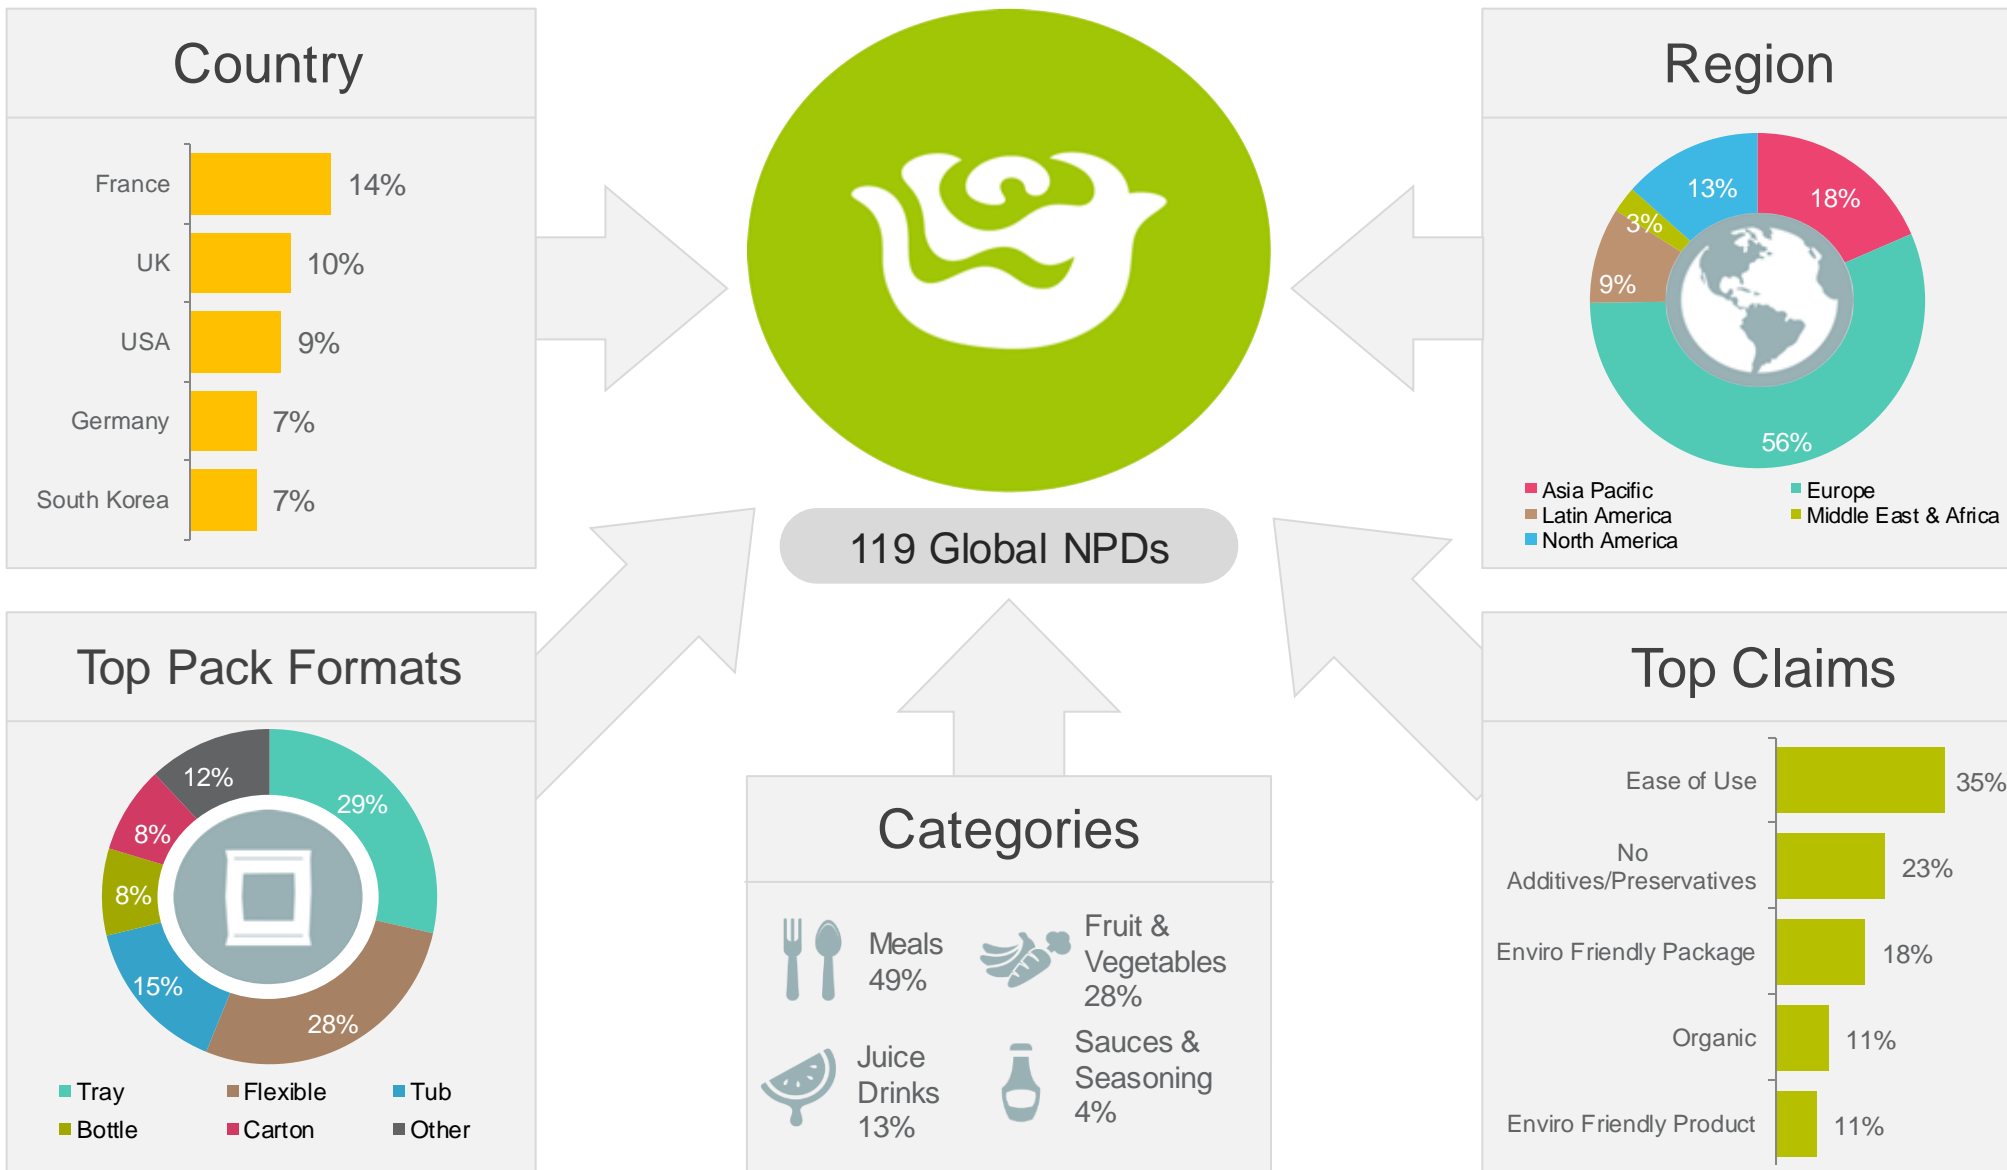 Country
France
14%
UK
10%
USA
9%
Germany
7%
South Korea
7%
119 Global NPDs
Region
13%
18%
3%
9%
56%
Asia Pacific
Europe
Latin America
Middle East & Africa
North America
Top Pack Formats
12%
29%
8%
8%
15%
28%
Tray
Flexible
Tub
Bottle
Carton
Other
Categories
Meals
49%
Fruit &
Vegetables
28%
Juice
Drinks
13%
Sauces &
Seasoning
4%
Top Claims
Ease of Use
35%
No
Additives/Preservatives
23%
Enviro Friendly Package
18%
Organic
11%
Enviro Friendly Product
11%